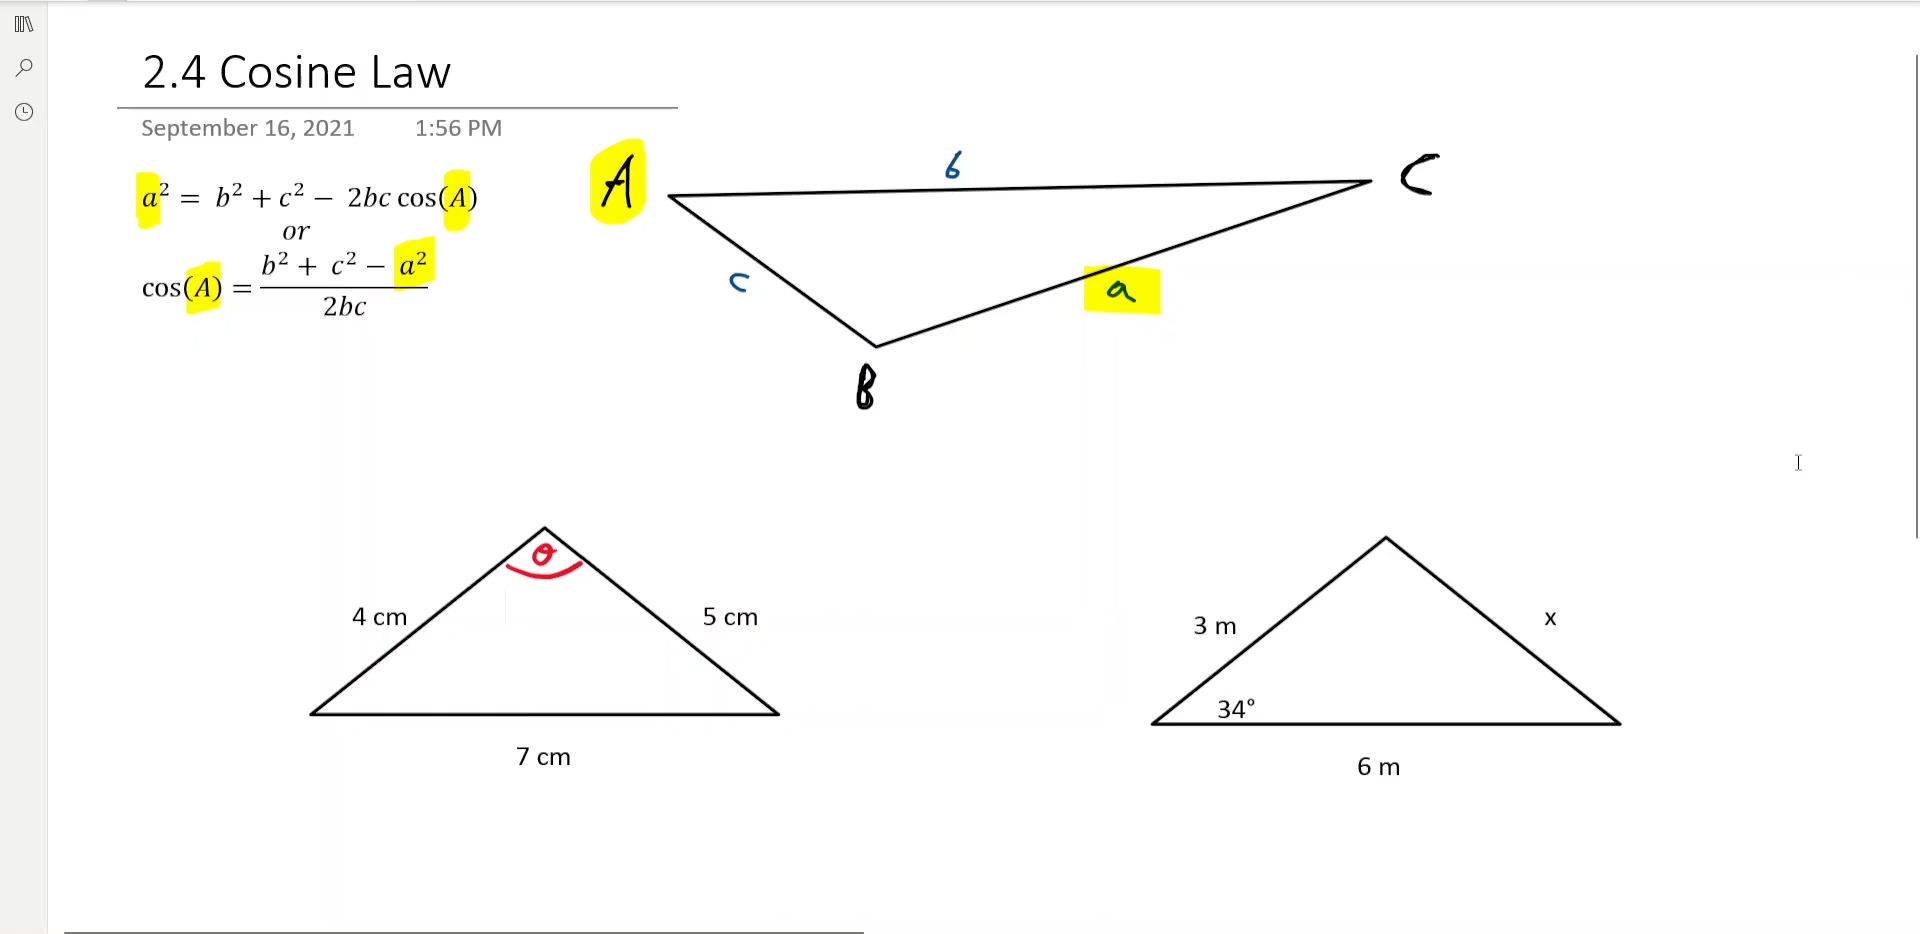 2.4 Cosine Law
September 16, 2021 1:56 PM
a² = b² + c² − 2bc cos(A)
or
cos(A) = (b² + c² − a²) / 2bc
A
b
C
c
a
B
θ
4 cm
5 cm
7 cm
3 m
x
34°
6 m